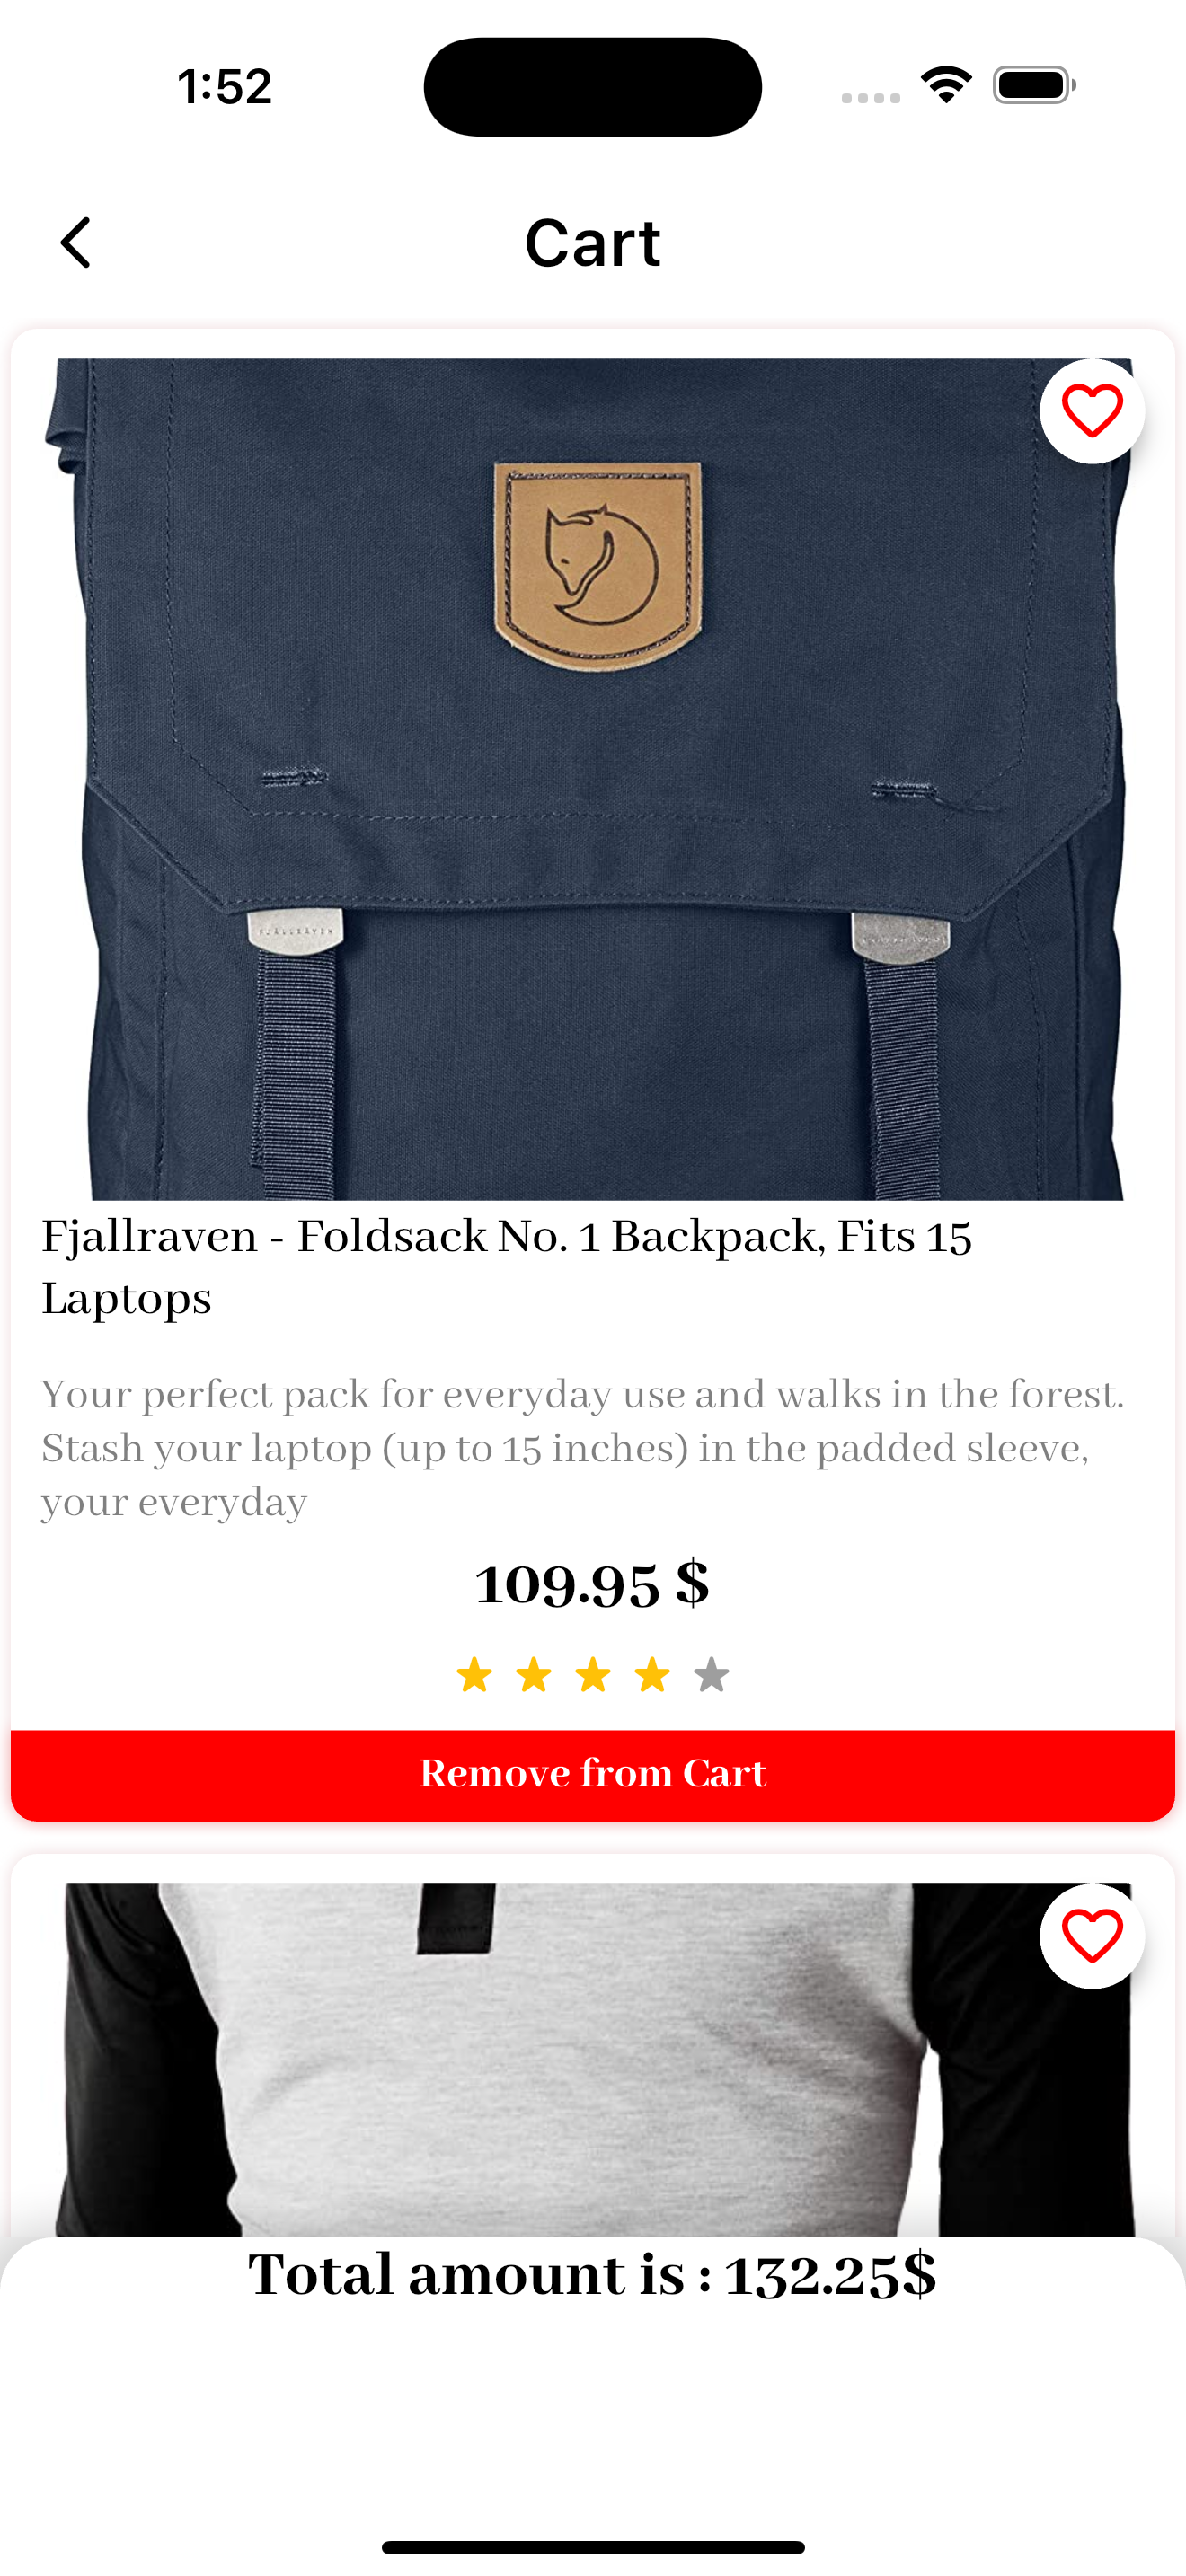 1:52
Cart
FJÄLLRÄVEN
Fjallraven - Foldsack No. 1 Backpack, Fits 15
Laptops
Your perfect pack for everyday use and walks in the forest.
Stash your laptop (up to 15 inches) in the padded sleeve,
your everyday
109.95 $
Remove from Cart
Total amount is : 132.25$